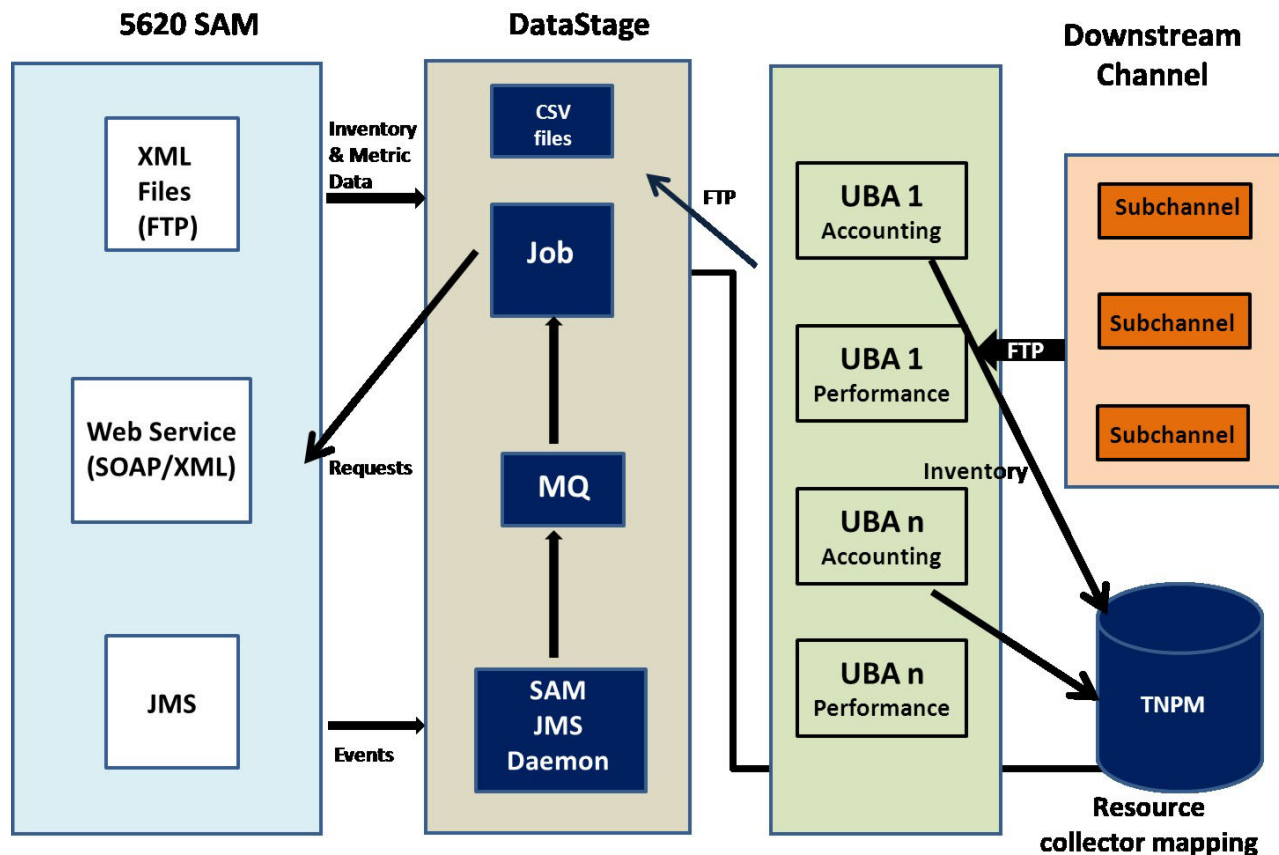 5620 SAM
DataStage
Downstream
Channel
XML
Files
(FTP)
Inventory
& Metric
Data
CSV
files
FTP
Job
UBA 1
Accounting
Subchannel
UBA 1
Performance
FTP
Subchannel
Web Service
(SOAP/XML)
Requests
MQ
Subchannel
Inventory
UBA n
Accounting
JMS
Events
SAM
JMS
Daemon
UBA n
Performance
TNPM
Resource
collector mapping